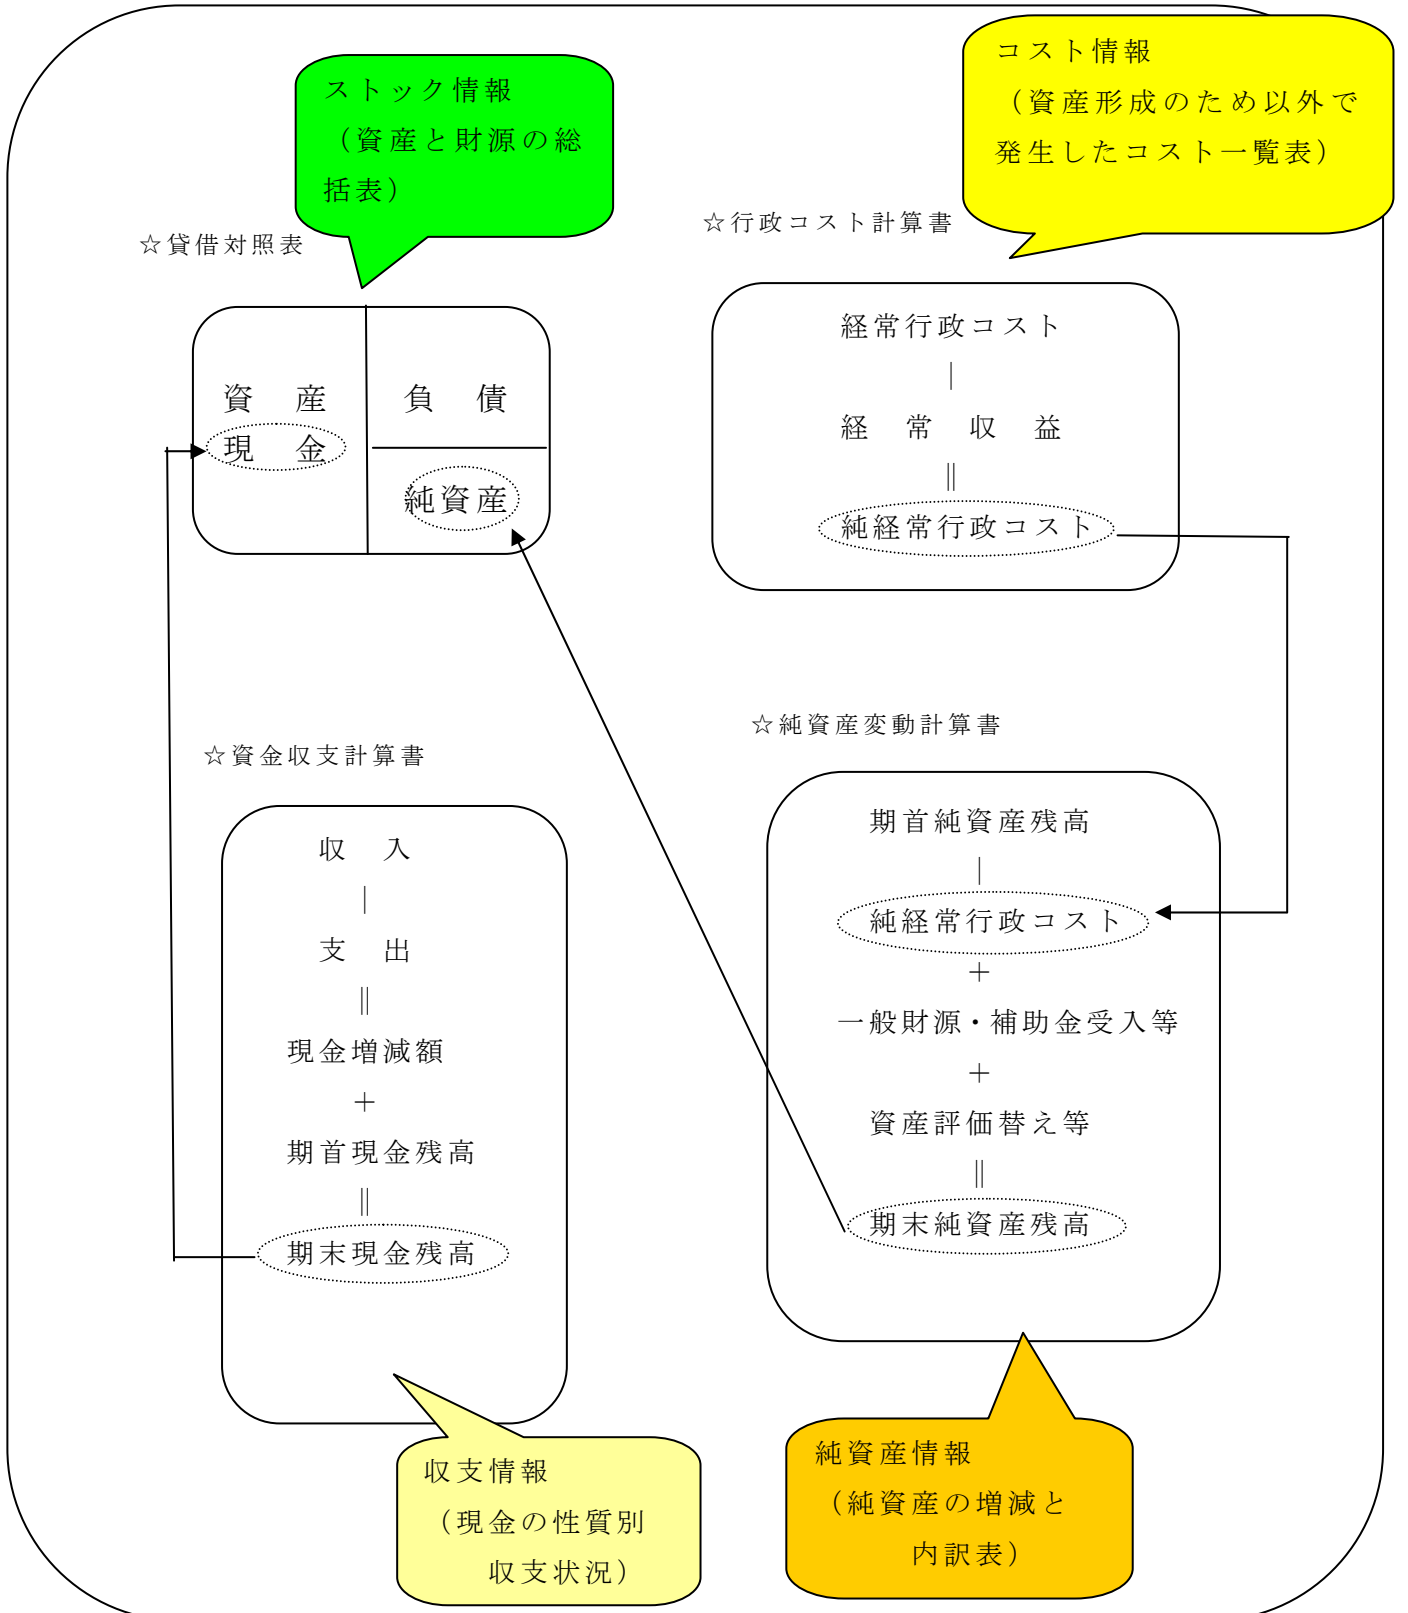 ストック情報
（資産と財源の総
括表）
コスト情報
（資産形成のため以外で
発生したコスト一覧表）
☆貸借対照表
☆行政コスト計算書
資　産
現　金
負　債
純資産
経常行政コスト
｜
経　常　収　益
∥
純経常行政コスト
☆資金収支計算書
☆純資産変動計算書
収　入
｜
支　出
∥
現金増減額
＋
期首現金残高
∥
期末現金残高
期首純資産残高
｜
純経常行政コスト
＋
一般財源・補助金受入等
＋
資産評価替え等
∥
期末純資産残高
収支情報
（現金の性質別
収支状況）
純資産情報
（純資産の増減と
内訳表）